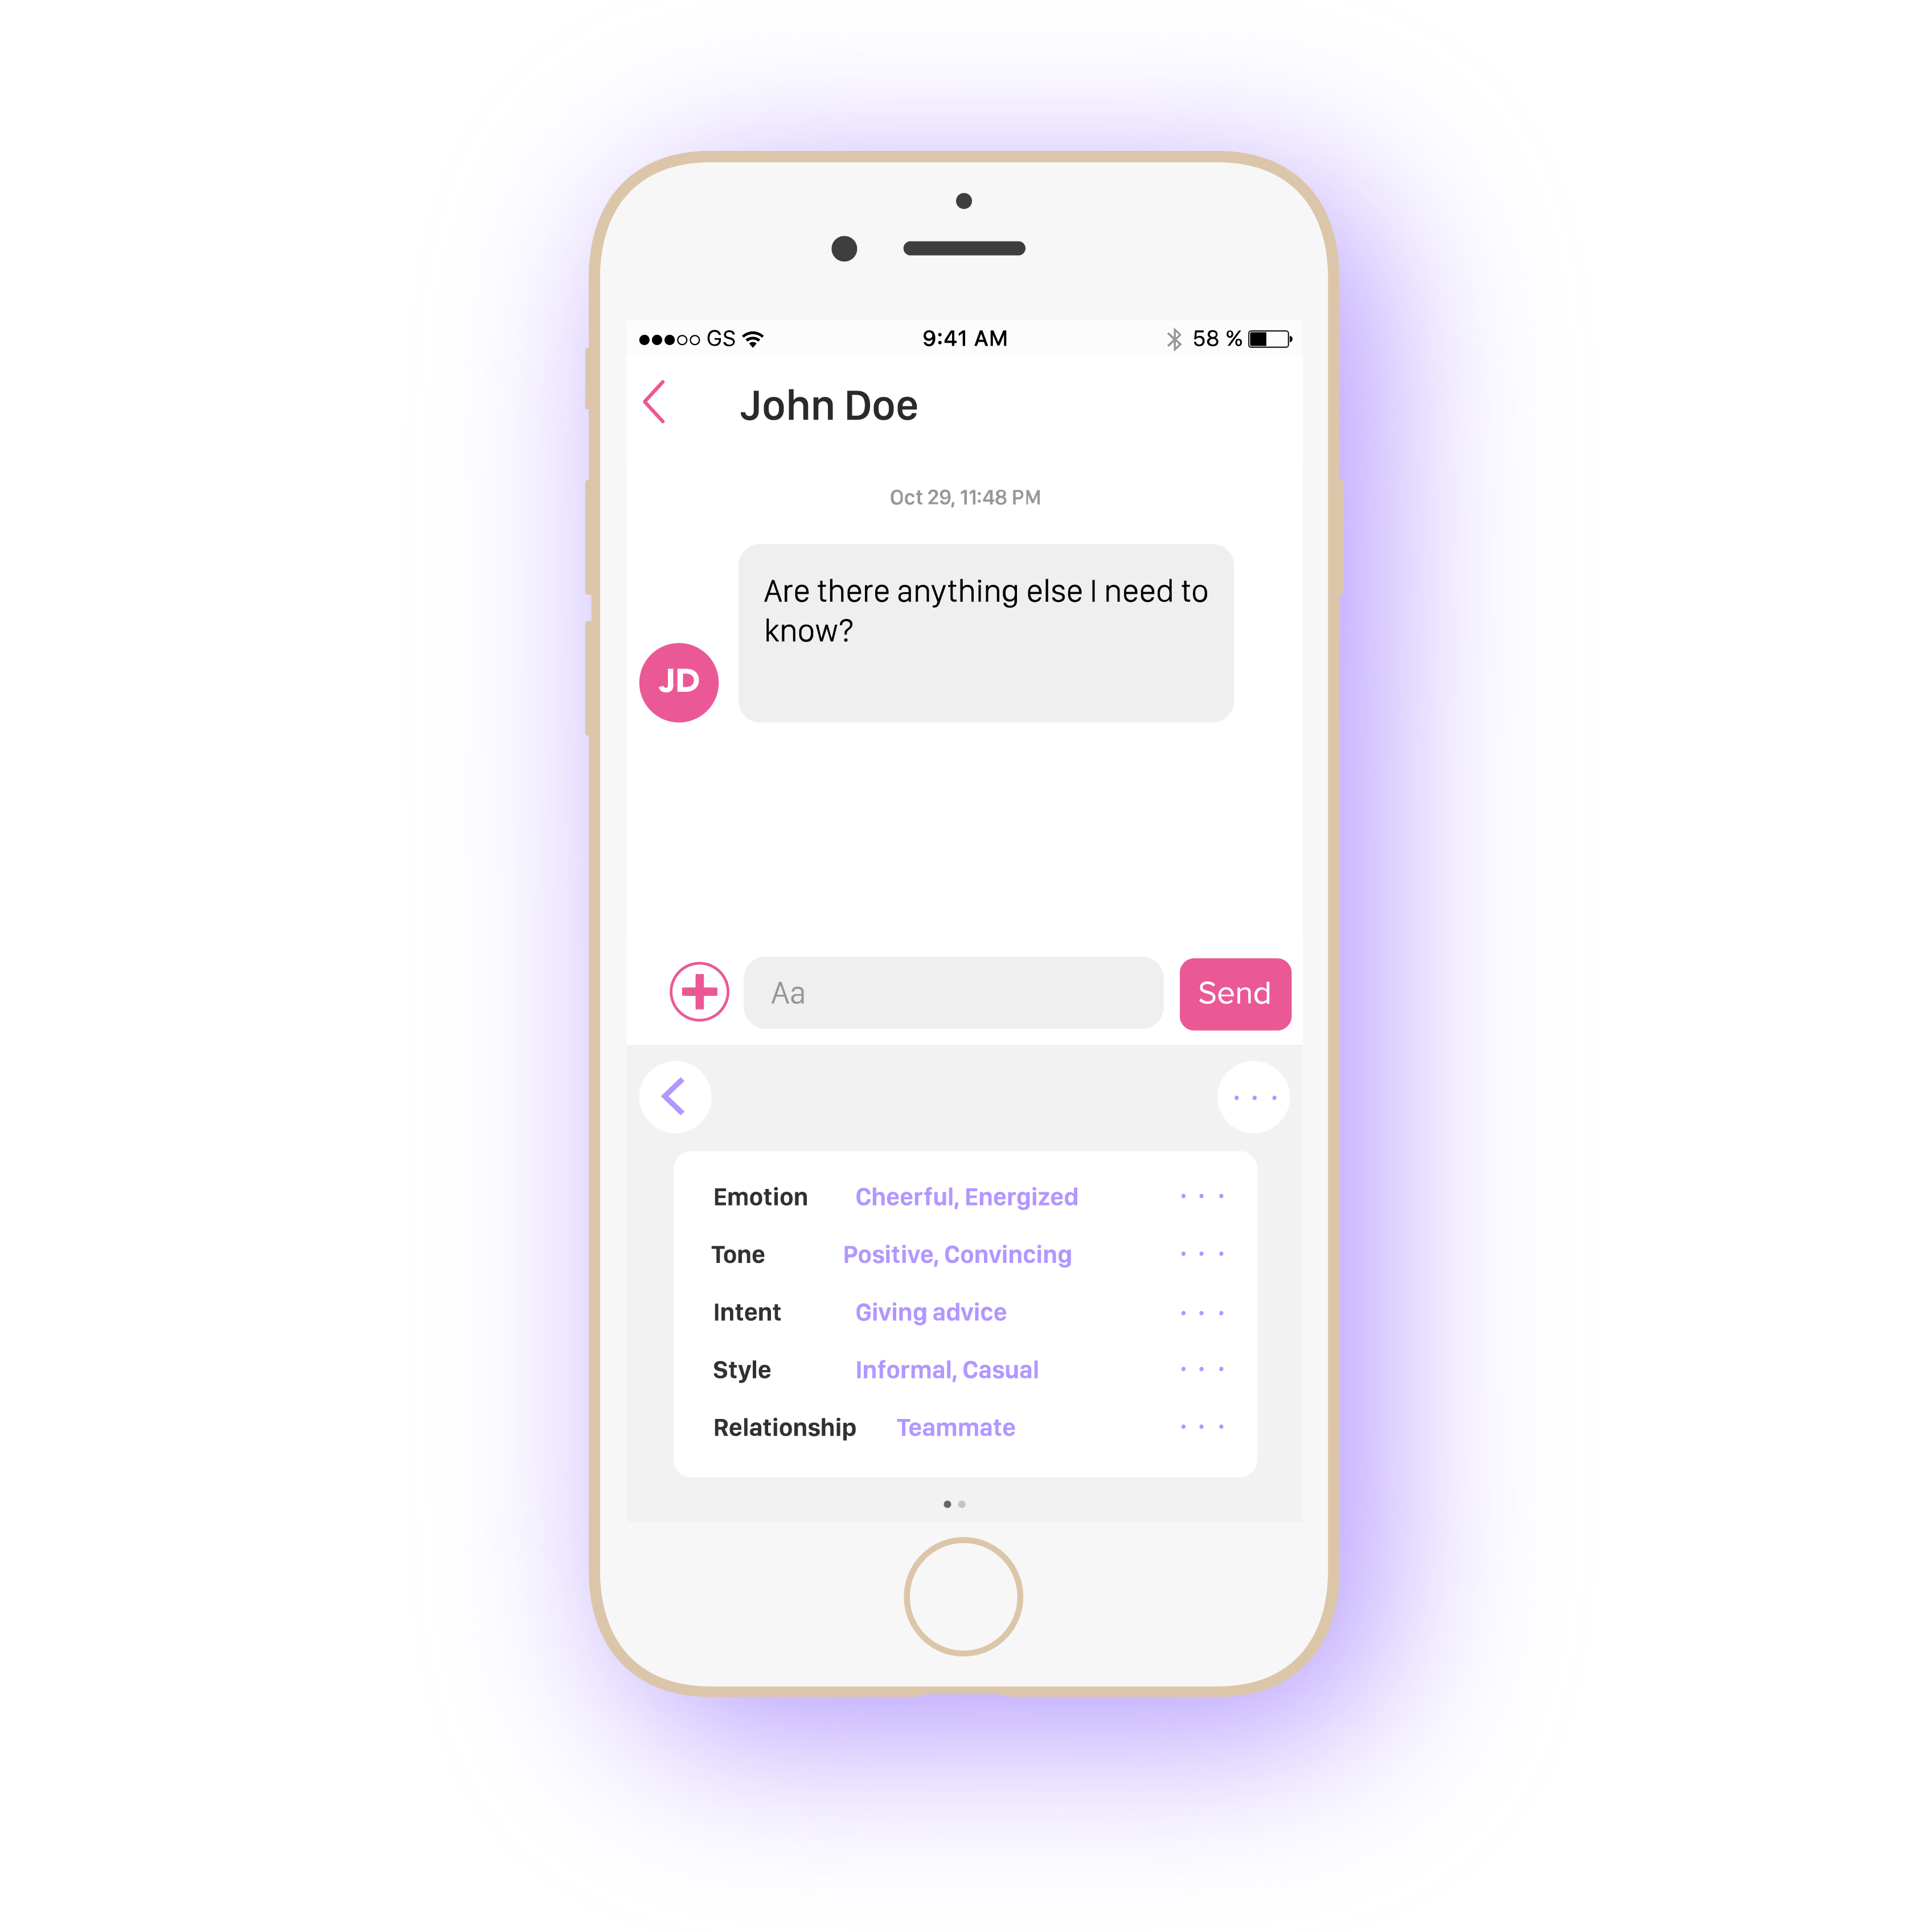 GS 9:41 AM 58 %
John Doe
Oct 29, 11:48 PM
Are there anything else I need to
know?
JD
Aa Send
Emotion Cheerful, Energized
Tone Positive, Convincing
Intent Giving advice
Style Informal, Casual
Relationship Teammate